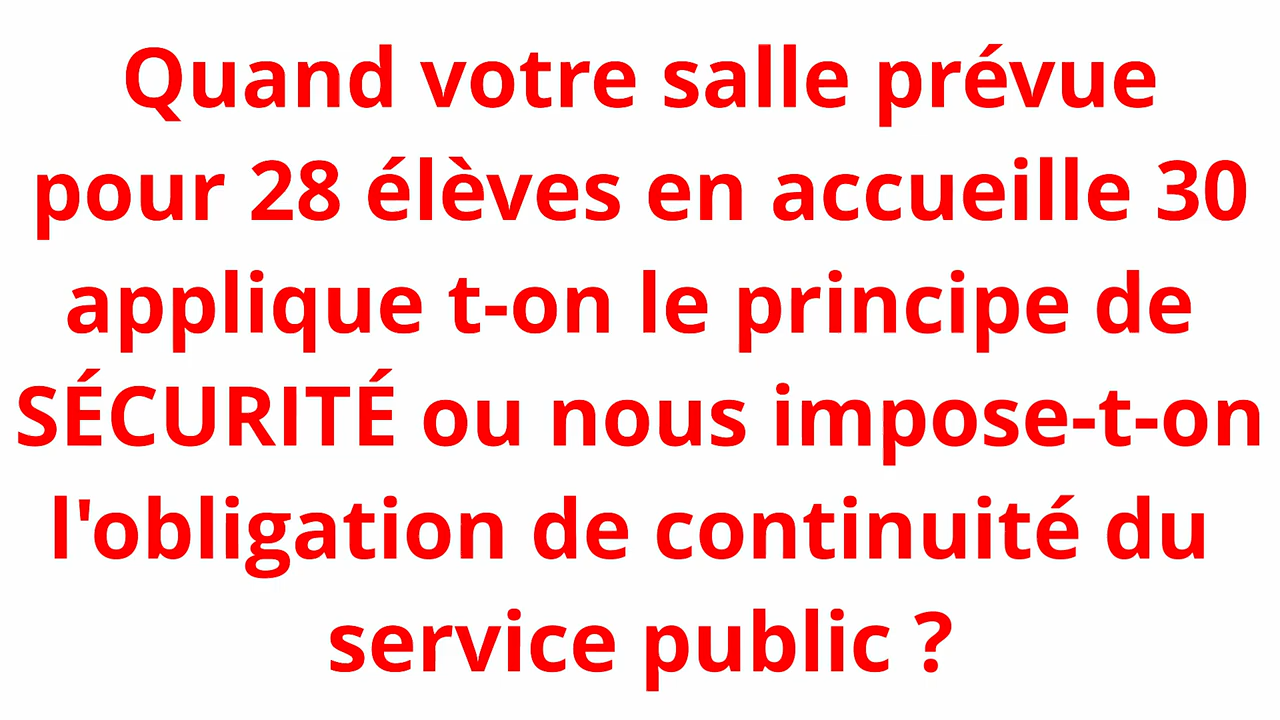 Quand votre salle prévue
pour 28 élèves en accueille 30
applique t-on le principe de
SÉCURITÉ ou nous impose-t-on
l'obligation de continuité du
service public ?